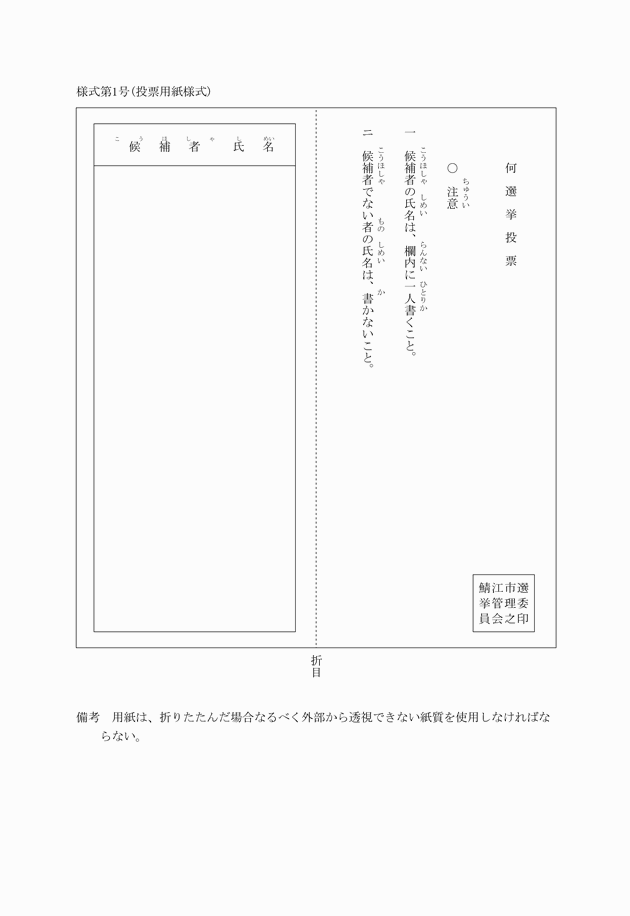 様式第1号(投票用紙様式)
何選挙投票
ちゅうい
〇 注意
こうほしゃ しめい らんない ひとりか
一 候補者の氏名は、欄内に一人書くこと。
こうほしゃ もの しめい か
二 候補者でない者の氏名は、書かないこと。
こうほしゃ しめい
候補者 氏名
鯖江市選
挙管理委
員会之印
折目
備考 用紙は、折りたたんだ場合なるべく外部から透視できない紙質を使用しなければな
らない。